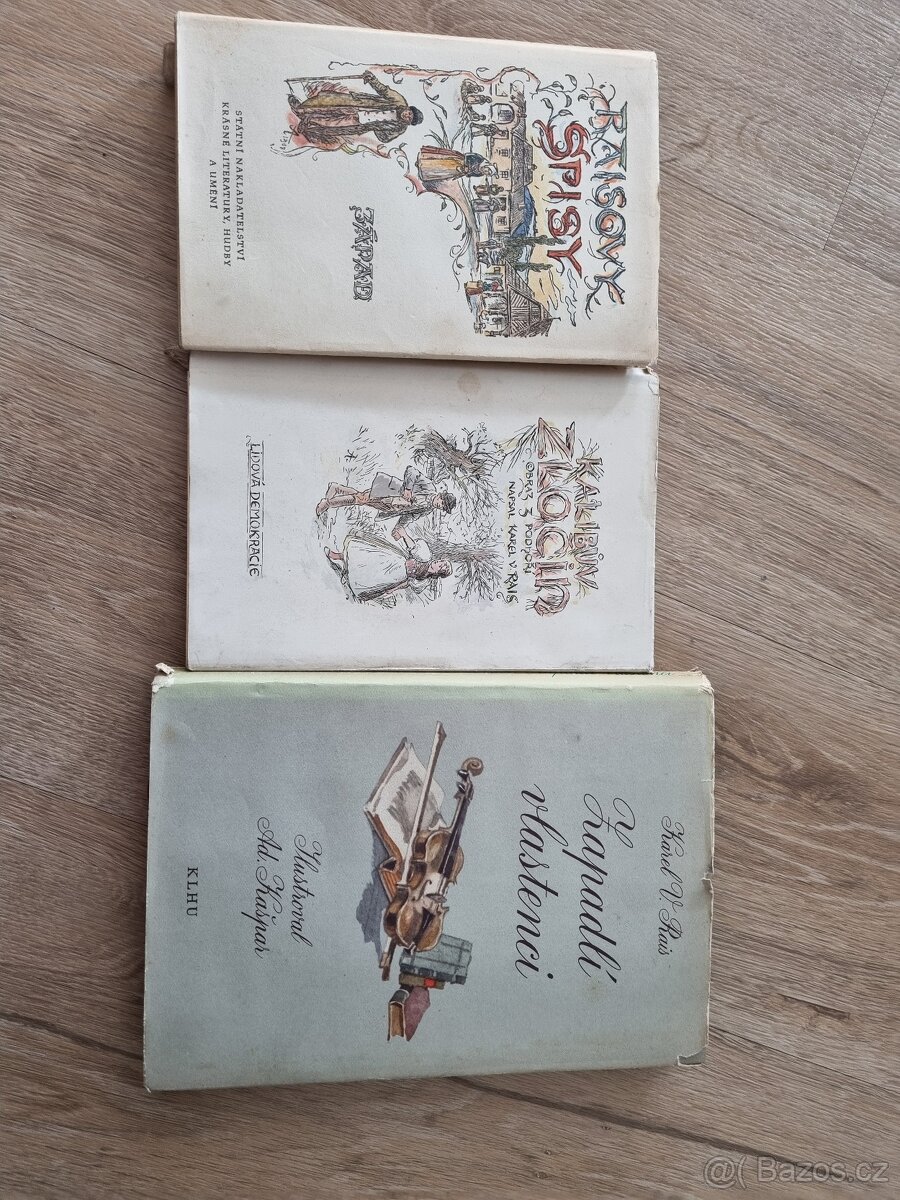 RAISOVY
SPISY
ZÁPAD
STÁTNÍ NAKLADATELSTVÍ
KRÁSNÉ LITERATURY, HUDBY
A UMĚNÍ
KALIBŮV
ZLOČIN
OBRAZ Z PODHOŘÍ
NAPSAL KAREL V. RAIS
LIDOVÁ DEMOKRACIE
Karel V. Rais
Zapadlí
vlastenci
Ilustroval
Ad. Kašpar
KLHU
@ Bazos.cz